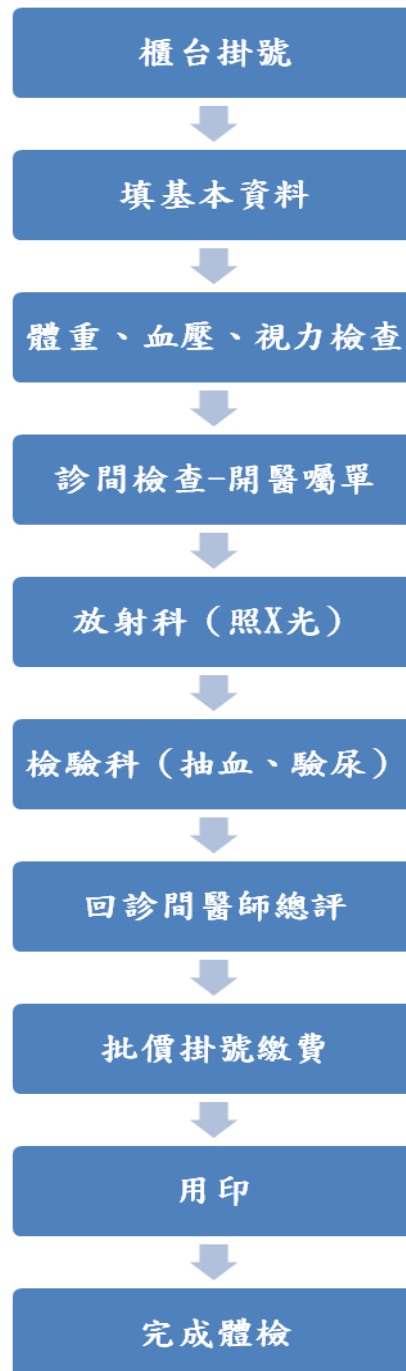 櫃台掛號
填基本資料
體重、血壓、視力檢查
診間檢查-開醫囑單
放射科（照X光）
檢驗科（抽血、驗尿）
回診間醫師總評
批價掛號繳費
用印
完成體檢